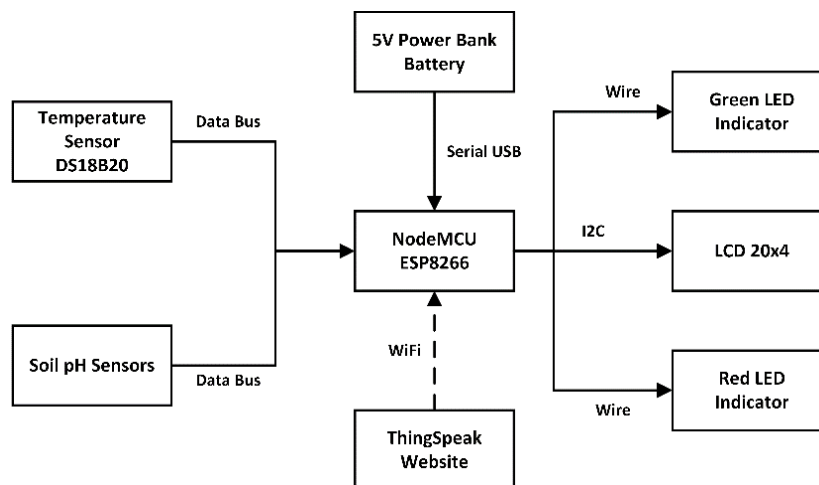 5V Power Bank
Battery
Temperature
Sensor
DS18B20
Data Bus
Wire
Green LED
Indicator
Serial USB
NodeMCU
ESP8266
I2C
LCD 20x4
Soil pH Sensors
Data Bus
WiFi
Red LED
Indicator
Wire
ThingSpeak
Website